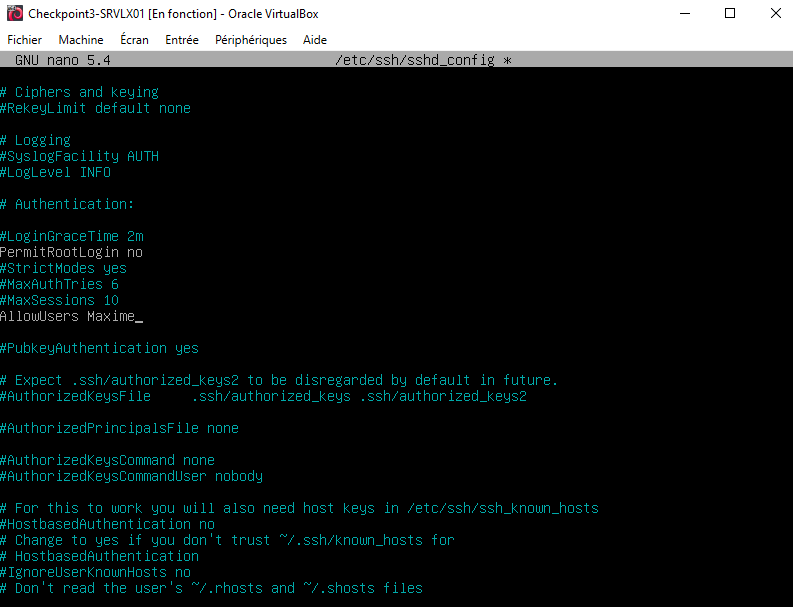 Checkpoint3-SRVLX01 [En fonction] - Oracle VirtualBox
Fichier Machine Écran Entrée Périphériques Aide
GNU nano 5.4 /etc/ssh/sshd_config *
# Ciphers and keying
#RekeyLimit default none
# Logging
#SyslogFacility AUTH
#LogLevel INFO
# Authentication:
#LoginGraceTime 2m
PermitRootLogin no
#StrictModes yes
#MaxAuthTries 6
#MaxSessions 10
AllowUsers Maxime_
#PubkeyAuthentication yes
# Expect .ssh/authorized_keys2 to be disregarded by default in future.
#AuthorizedKeysFile .ssh/authorized_keys .ssh/authorized_keys2
#AuthorizedPrincipalsFile none
#AuthorizedKeysCommand none
#AuthorizedKeysCommandUser nobody
# For this to work you will also need host keys in /etc/ssh/ssh_known_hosts
#HostbasedAuthentication no
# Change to yes if you don't trust ~/.ssh/known_hosts for
# HostbasedAuthentication
#IgnoreUserKnownHosts no
# Don't read the user's ~/.rhosts and ~/.shosts files